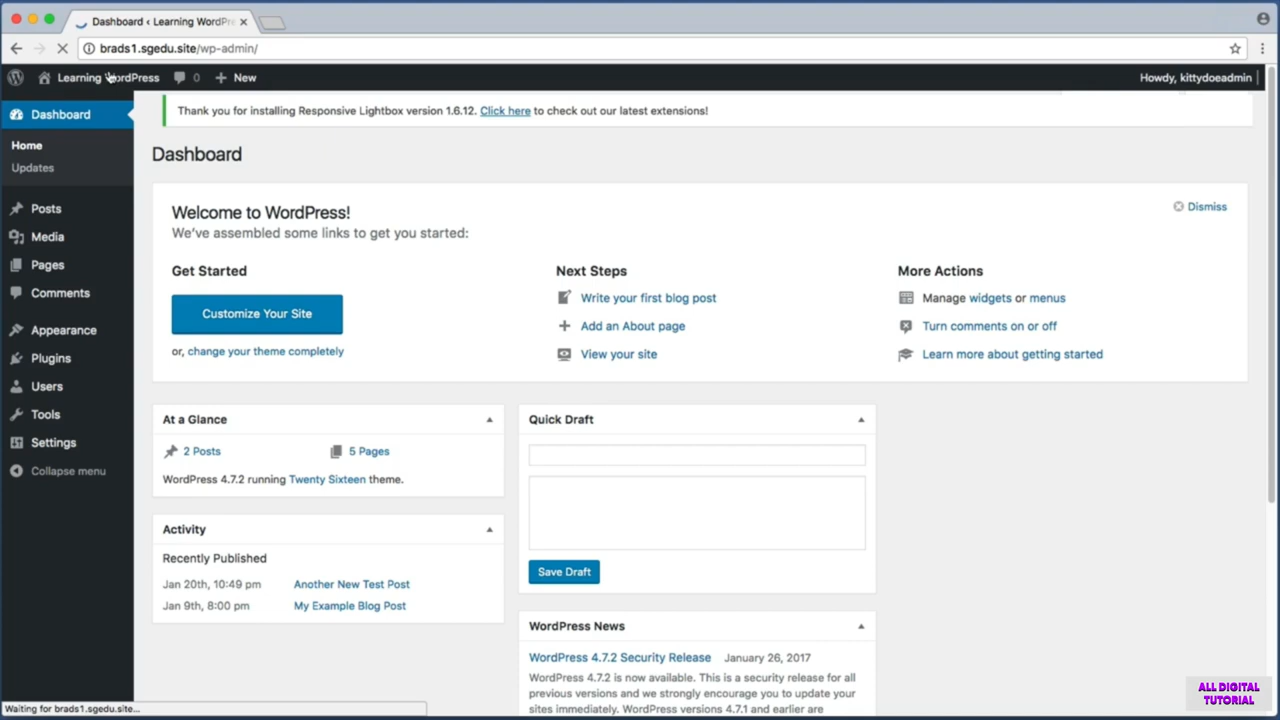 Dashboard ‹ Learning WordPre
brads1.sgedu.site/wp-admin/
Learning WordPress 0 New Howdy, kittydoeadmin
Dashboard
Home
Updates
Posts
Media
Pages
Comments
Appearance
Plugins
Users
Tools
Settings
Collapse menu
Thank you for installing Responsive Lightbox version 1.6.12. Click here to check out our latest extensions!
Dashboard
Welcome to WordPress!
Dismiss
We've assembled some links to get you started:
Get Started
Customize Your Site
or, change your theme completely
Next Steps
Write your first blog post
Add an About page
View your site
More Actions
Manage widgets or menus
Turn comments on or off
Learn more about getting started
At a Glance
2 Posts 5 Pages
WordPress 4.7.2 running Twenty Sixteen theme.
Activity
Recently Published
Jan 20th, 10:49 pm Another New Test Post
Jan 9th, 8:00 pm My Example Blog Post
Quick Draft
Save Draft
WordPress News
WordPress 4.7.2 Security Release January 26, 2017
WordPress 4.7.2 is now available. This is a security release for all
previous versions and we strongly encourage you to update your
sites immediately. WordPress versions 4.7.1 and earlier are
Waiting for brads1.sgedu.site...
ALL DIGITAL
TUTORIAL